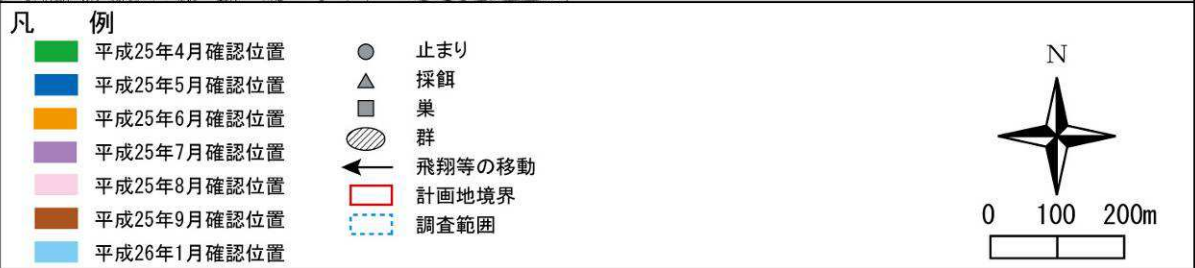 凡 例
平成25年4月確認位置
平成25年5月確認位置
平成25年6月確認位置
平成25年7月確認位置
平成25年8月確認位置
平成25年9月確認位置
平成26年1月確認位置
止まり
採餌
巣
群
飛翔等の移動
計画地境界
調査範囲
N
0 100 200m